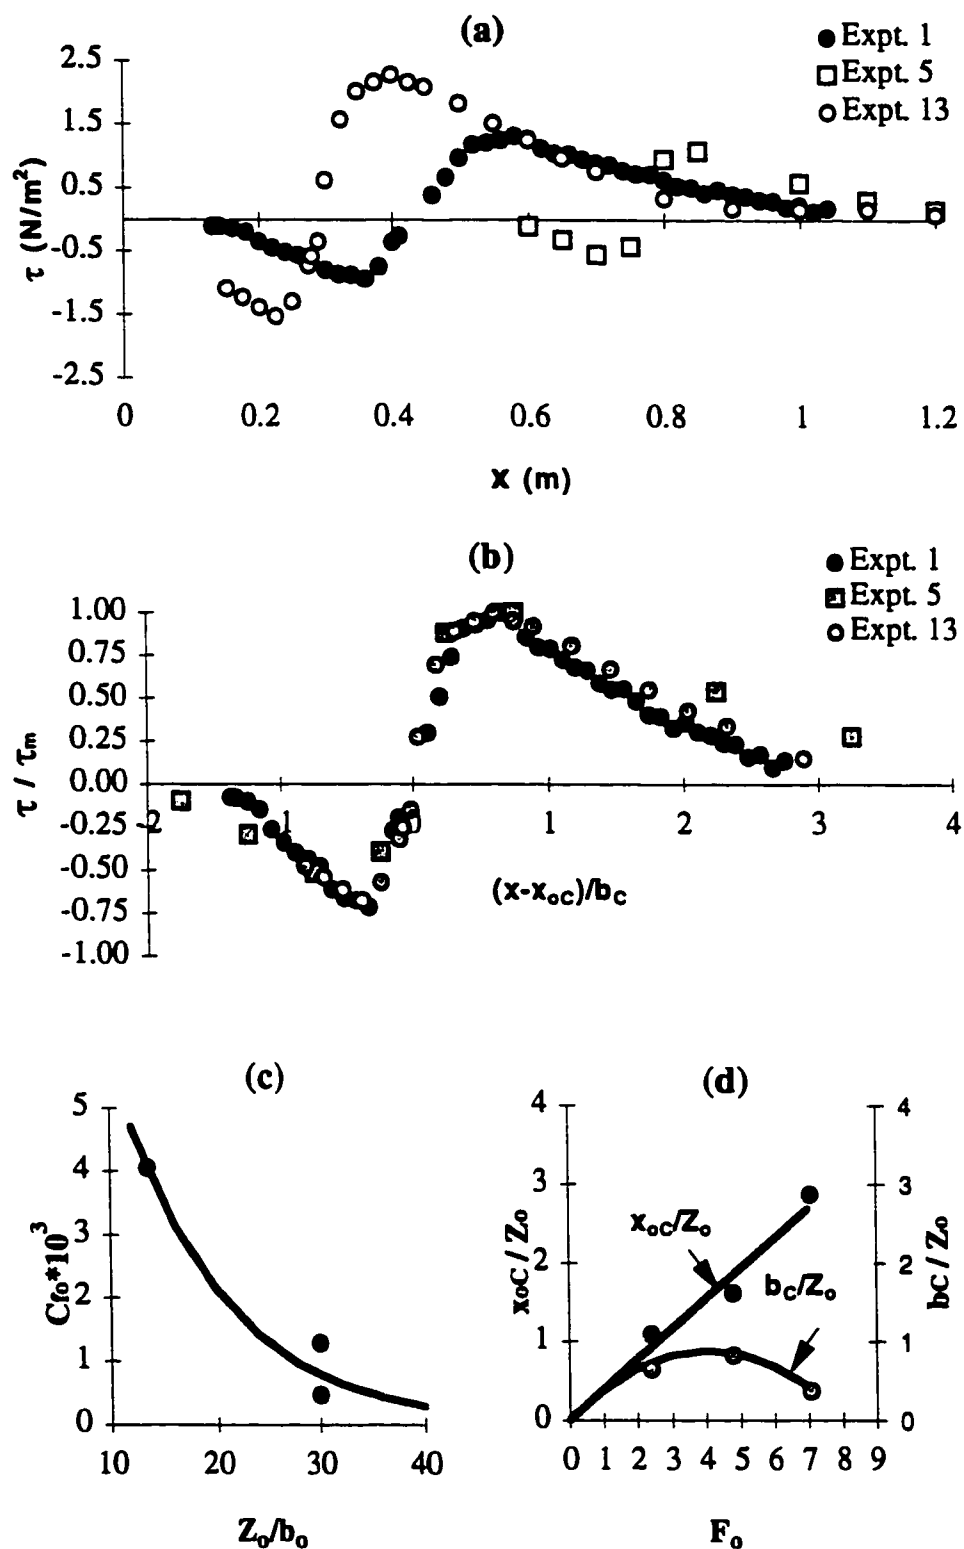 (a)
● Expt. 1
□ Expt. 5
○ Expt. 13
2.5
1.5
0.5
-0.5
-1.5
-2.5
τ (N/m²)
0 0.2 0.4 0.6 0.8 1 1.2
x (m)
(b)
● Expt. 1
□ Expt. 5
○ Expt. 13
1.00
0.75
0.50
0.25
0.00
-0.25
-0.50
-0.75
-1.00
τ / τm
2 1 0 1 2 3 4
(x-xoC)/bC
(c)
5
4
3
2
1
0
Cfo*10³
10 20 30 40
Zo/bo
(d)
4
3
2
1
0
xoC / Zo
xoC/Zo
bC/Zo
4
3
2
1
0
bC / Zo
0 1 2 3 4 5 6 7 8 9
Fo